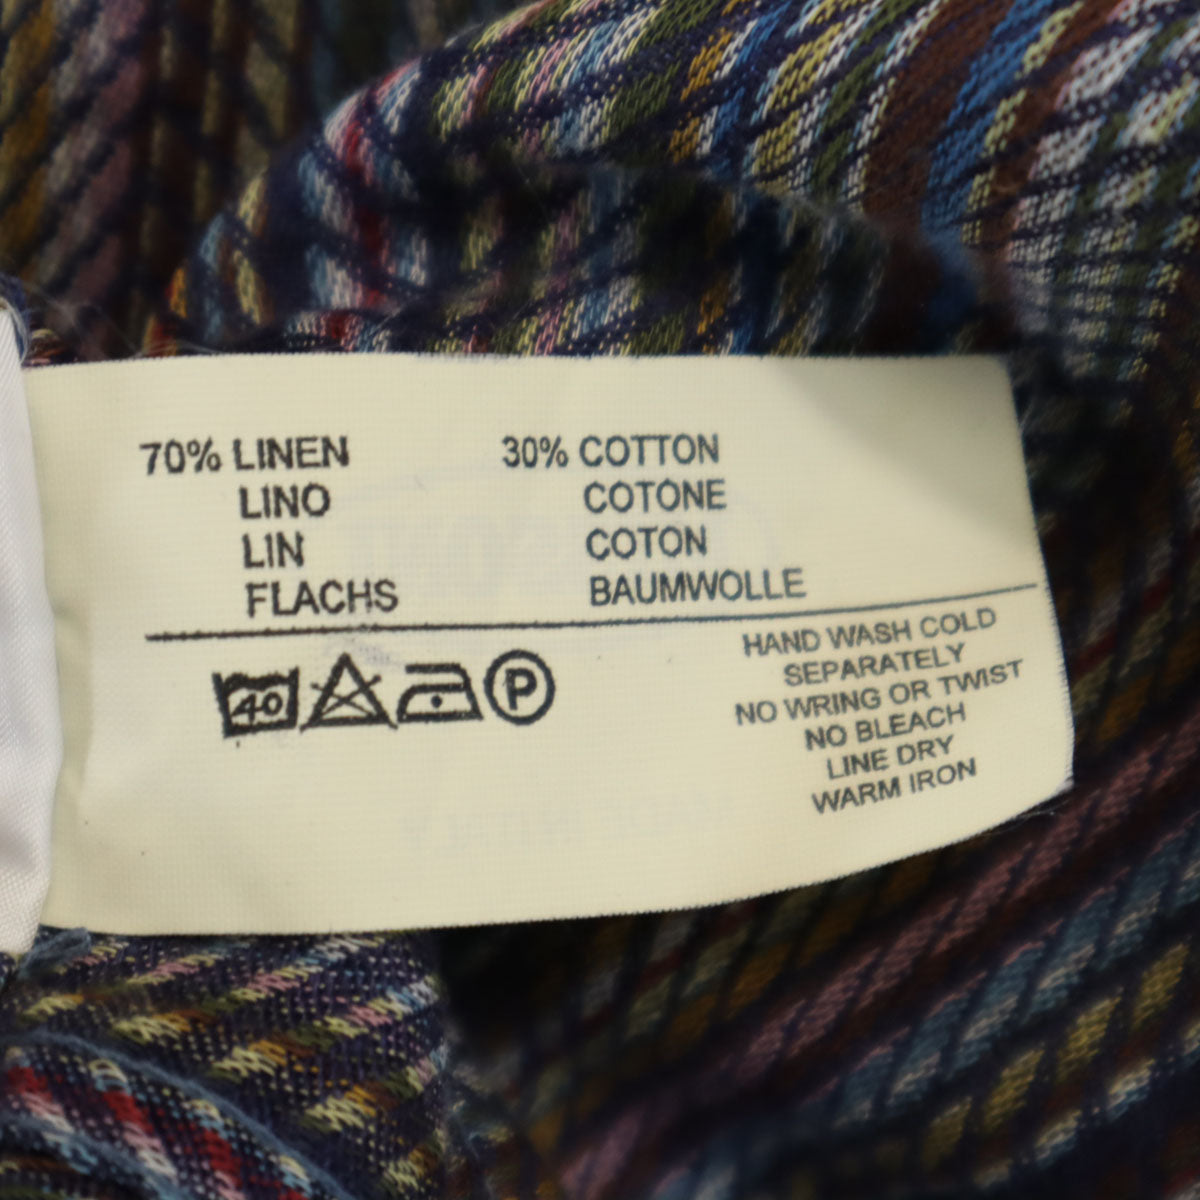 70% LINEN 30% COTTON
LINO COTONE
LIN COTON
FLACHS BAUMWOLLE
40 P
HAND WASH COLD
SEPARATELY
NO WRING OR TWIST
NO BLEACH
LINE DRY
WARM IRON